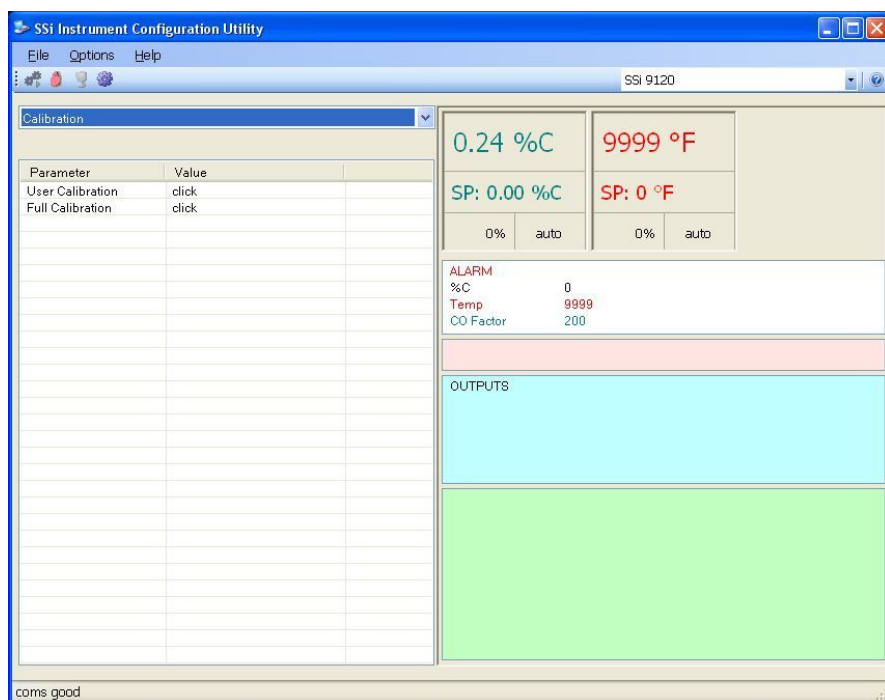 SSi Instrument Configuration Utility
File Options Help
SSi 9120
Calibration
Parameter Value
User Calibration click
Full Calibration click
0.24 %C
SP: 0.00 %C
0% auto
9999 °F
SP: 0 °F
0% auto
ALARM
%C 0
Temp 9999
CO Factor 200
OUTPUTS
coms good